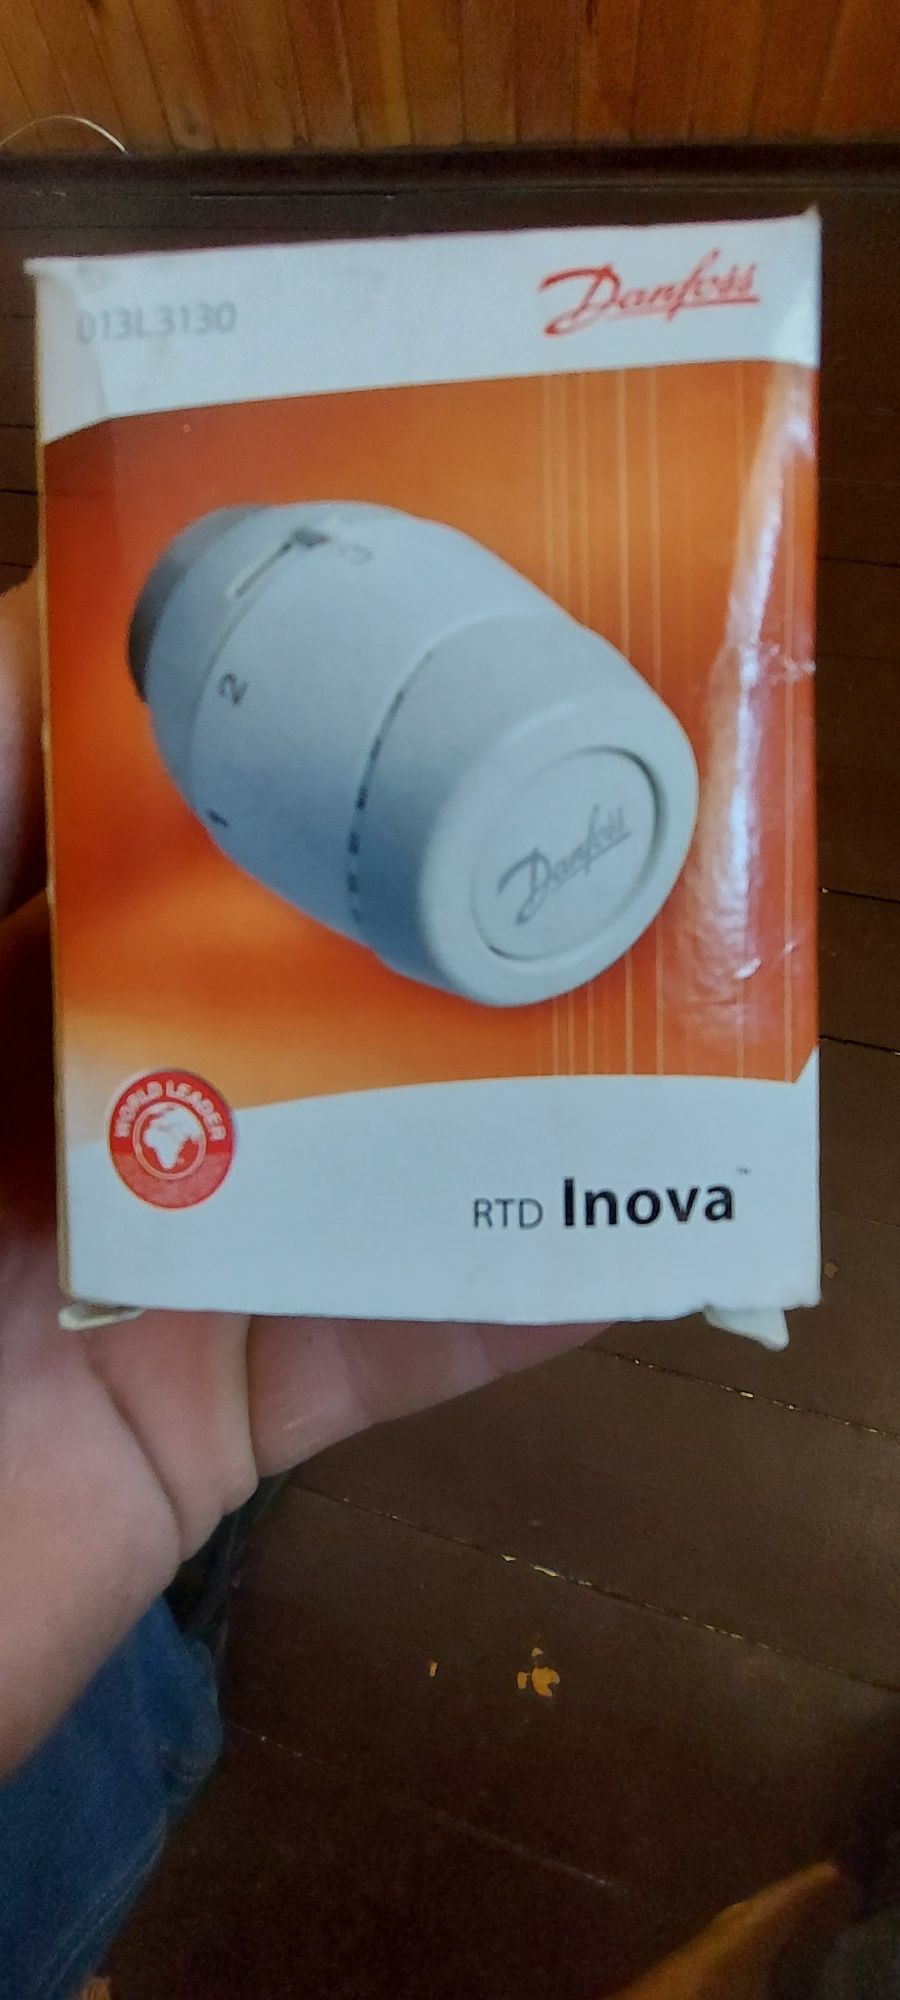 013L3130
Danfoss
2
1
Danfoss
WORLD LEADER
RTD Inova™